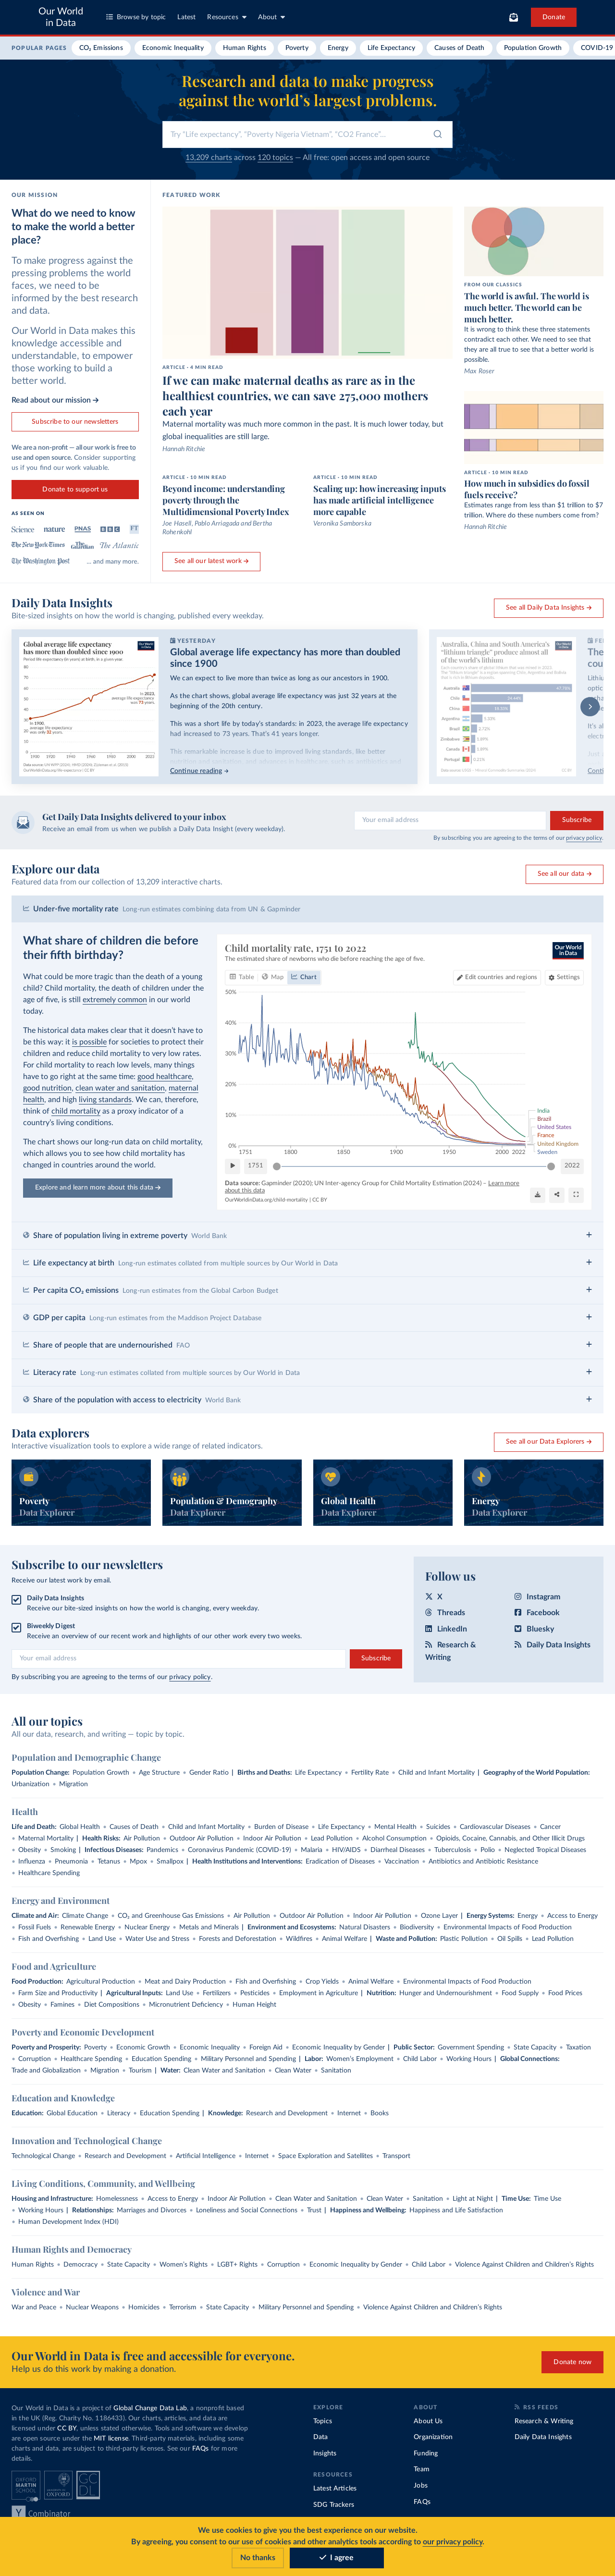 Our World
in Data
Browse by topic
Latest
Resources
About
Donate
POPULAR PAGES
CO₂ Emissions
Economic Inequality
Human Rights
Poverty
Energy
Life Expectancy
Causes of Death
Population Growth
COVID-19
Research and data to make progress
against the world's largest problems.
Try "Life expectancy", "Poverty Nigeria Vietnam", "CO2 France"...
13,209 charts across 120 topics — All free: open access and open source
OUR MISSION
What do we need to know
to make the world a better
place?
To make progress against the
pressing problems the world
faces, we need to be
informed by the best research
and data.
Our World in Data makes this
knowledge accessible and
understandable, to empower
those working to build a
better world.
Read about our mission →
Subscribe to our newsletters
We are a non-profit — all our work is free to
use and open source. Consider supporting
us if you find our work valuable.
Donate to support us
AS SEEN ON
Science nature PNAS BBC FT
The New York Times The Guardian The Atlantic
The Washington Post ... and many more.
FEATURED WORK
ARTICLE · 4 MIN READ
If we can make maternal deaths as rare as in the
healthiest countries, we can save 275,000 mothers
each year
Maternal mortality was much more common in the past. It is much lower today, but
global inequalities are still large.
Hannah Ritchie
ARTICLE · 10 MIN READ
Beyond income: understanding
poverty through the
Multidimensional Poverty Index
Joe Hasell, Pablo Arriagada and Bertha
Rohenkohl
ARTICLE · 10 MIN READ
Scaling up: how increasing inputs
has made artificial intelligence
more capable
Veronika Samborska
See all our latest work →
FROM OUR CLASSICS
The world is awful. The world is
much better. The world can be
much better.
It is wrong to think these three statements
contradict each other. We need to see that
they are all true to see that a better world is
possible.
Max Roser
ARTICLE · 10 MIN READ
How much in subsidies do fossil
fuels receive?
Estimates range from less than $1 trillion to $7
trillion. Where do these numbers come from?
Hannah Ritchie
Daily Data Insights
Bite-sized insights on how the world is changing, published every weekday.
See all Daily Data Insights →
Global average life expectancy
has more than doubled since 1900
YESTERDAY
Global average life expectancy has more than doubled
since 1900
We can expect to live more than twice as long as our ancestors in 1900.
As the chart shows, global average life expectancy was just 32 years at the
beginning of the 20th century.
This was a short life by today's standards: in 2023, the average life expectancy
had increased to 73 years. That's 41 years longer.
This remarkable increase is due to improved living standards, like better
Continue reading →
Australia, China and South America's
"lithium triangle" produce almost all
of the world's lithium
Australia
Chile
China
Argentina
Brazil
Zimbabwe
Canada
Portugal
Get Daily Data Insights delivered to your inbox
Receive an email from us when we publish a Daily Data Insight (every weekday).
Your email address
Subscribe
By subscribing you are agreeing to the terms of our privacy policy.
Explore our data
Featured data from our collection of 13,209 interactive charts.
See all our data →
Under-five mortality rate Long-run estimates combining data from UN & Gapminder
What share of children die before
their fifth birthday?
What could be more tragic than the death of a young
child? Child mortality, the death of children under the
age of five, is still extremely common in our world
today.
The historical data makes clear that it doesn't have to
be this way: it is possible for societies to protect their
children and reduce child mortality to very low rates.
For child mortality to reach low levels, many things
have to go right at the same time: good healthcare,
good nutrition, clean water and sanitation, maternal
health, and high living standards. We can, therefore,
think of child mortality as a proxy indicator of a
country's living conditions.
The chart shows our long-run data on child mortality,
which allows you to see how child mortality has
changed in countries around the world.
Explore and learn more about this data →
Child mortality rate, 1751 to 2022
The estimated share of newborns who die before reaching the age of five.
Our World
in Data
Table
Map
Chart
Edit countries and regions
Settings
50%
40%
30%
20%
10%
0%
1751 1800 1850 1900 1950 2000 2022
India
Brazil
United States
France
United Kingdom
Sweden
1751
2022
Data source: Gapminder (2020); UN Inter-agency Group for Child Mortality Estimation (2024) – Learn more
about this data
OurWorldinData.org/child-mortality | CC BY
Share of population living in extreme poverty World Bank
Life expectancy at birth Long-run estimates collated from multiple sources by Our World in Data
Per capita CO₂ emissions Long-run estimates from the Global Carbon Budget
GDP per capita Long-run estimates from the Maddison Project Database
Share of people that are undernourished FAO
Literacy rate Long-run estimates collated from multiple sources by Our World in Data
Share of the population with access to electricity World Bank
Data explorers
Interactive visualization tools to explore a wide range of related indicators.
See all our Data Explorers →
Poverty
Data Explorer
Population & Demography
Data Explorer
Global Health
Data Explorer
Energy
Data Explorer
Subscribe to our newsletters
Receive our latest work by email.
Daily Data Insights
Receive our bite-sized insights on how the world is changing, every weekday.
Biweekly Digest
Receive an overview of our recent work and highlights of our other work every two weeks.
Your email address
Subscribe
By subscribing you are agreeing to the terms of our privacy policy.
Follow us
X
Threads
LinkedIn
Research &
Writing
Instagram
Facebook
Bluesky
Daily Data Insights
All our topics
All our data, research, and writing — topic by topic.
Population and Demographic Change
Population Change: Population Growth • Age Structure • Gender Ratio | Births and Deaths: Life Expectancy • Fertility Rate • Child and Infant Mortality | Geography of the World Population:
Urbanization • Migration
Health
Life and Death: Global Health • Causes of Death • Child and Infant Mortality • Burden of Disease • Life Expectancy • Mental Health • Suicides • Cardiovascular Diseases • Cancer
• Maternal Mortality | Health Risks: Air Pollution • Outdoor Air Pollution • Indoor Air Pollution • Lead Pollution • Alcohol Consumption • Opioids, Cocaine, Cannabis, and Other Illicit Drugs
• Obesity • Smoking | Infectious Diseases: Pandemics • Coronavirus Pandemic (COVID-19) • Malaria • HIV/AIDS • Diarrheal Diseases • Tuberculosis • Polio • Neglected Tropical Diseases
• Influenza • Pneumonia • Tetanus • Mpox • Smallpox | Health Institutions and Interventions: Eradication of Diseases • Vaccination • Antibiotics and Antibiotic Resistance
• Healthcare Spending
Energy and Environment
Climate and Air: Climate Change • CO₂ and Greenhouse Gas Emissions • Air Pollution • Outdoor Air Pollution • Indoor Air Pollution • Ozone Layer | Energy Systems: Energy • Access to Energy
• Fossil Fuels • Renewable Energy • Nuclear Energy • Metals and Minerals | Environment and Ecosystems: Natural Disasters • Biodiversity • Environmental Impacts of Food Production
• Fish and Overfishing • Land Use • Water Use and Stress • Forests and Deforestation • Wildfires • Animal Welfare | Waste and Pollution: Plastic Pollution • Oil Spills • Lead Pollution
Food and Agriculture
Food Production: Agricultural Production • Meat and Dairy Production • Fish and Overfishing • Crop Yields • Animal Welfare • Environmental Impacts of Food Production
• Farm Size and Productivity | Agricultural Inputs: Land Use • Fertilizers • Pesticides • Employment in Agriculture | Nutrition: Hunger and Undernourishment • Food Supply • Food Prices
• Obesity • Famines • Diet Compositions • Micronutrient Deficiency • Human Height
Poverty and Economic Development
Poverty and Prosperity: Poverty • Economic Growth • Economic Inequality • Foreign Aid • Economic Inequality by Gender | Public Sector: Government Spending • State Capacity • Taxation
• Corruption • Healthcare Spending • Education Spending • Military Personnel and Spending | Labor: Women's Employment • Child Labor • Working Hours | Global Connections:
Trade and Globalization • Migration • Tourism | Water: Clean Water and Sanitation • Clean Water • Sanitation
Education and Knowledge
Education: Global Education • Literacy • Education Spending | Knowledge: Research and Development • Internet • Books
Innovation and Technological Change
Technological Change • Research and Development • Artificial Intelligence • Internet • Space Exploration and Satellites • Transport
Living Conditions, Community, and Wellbeing
Housing and Infrastructure: Homelessness • Access to Energy • Indoor Air Pollution • Clean Water and Sanitation • Clean Water • Sanitation • Light at Night | Time Use: Time Use
• Working Hours | Relationships: Marriages and Divorces • Loneliness and Social Connections • Trust | Happiness and Wellbeing: Happiness and Life Satisfaction
• Human Development Index (HDI)
Human Rights and Democracy
Human Rights • Democracy • State Capacity • Women's Rights • LGBT+ Rights • Corruption • Economic Inequality by Gender • Child Labor • Violence Against Children and Children's Rights
Violence and War
War and Peace • Nuclear Weapons • Homicides • Terrorism • State Capacity • Military Personnel and Spending • Violence Against Children and Children's Rights
Our World in Data is free and accessible for everyone.
Help us do this work by making a donation.
Donate now
Our World in Data is a project of Global Change Data Lab, a nonprofit based
in the UK (Reg. Charity No. 1186433). Our charts, articles, and data are
licensed under CC BY, unless stated otherwise. Tools and software we develop
are open source under the MIT license. Third-party materials, including some
charts and data, are subject to third-party licenses. See our FAQs for more
details.
OXFORD
MARTIN
SCHOOL
UNIVERSITY OF
OXFORD
GC
DL
Y Combinator
EXPLORE
Topics
Data
Insights
RESOURCES
Latest Articles
SDG Trackers
ABOUT
About Us
Organization
Funding
Team
Jobs
FAQs
RSS FEEDS
Research & Writing
Daily Data Insights
We use cookies to give you the best experience on our website.
By agreeing, you consent to our use of cookies and other analytics tools according to our privacy policy.
No thanks
I agree